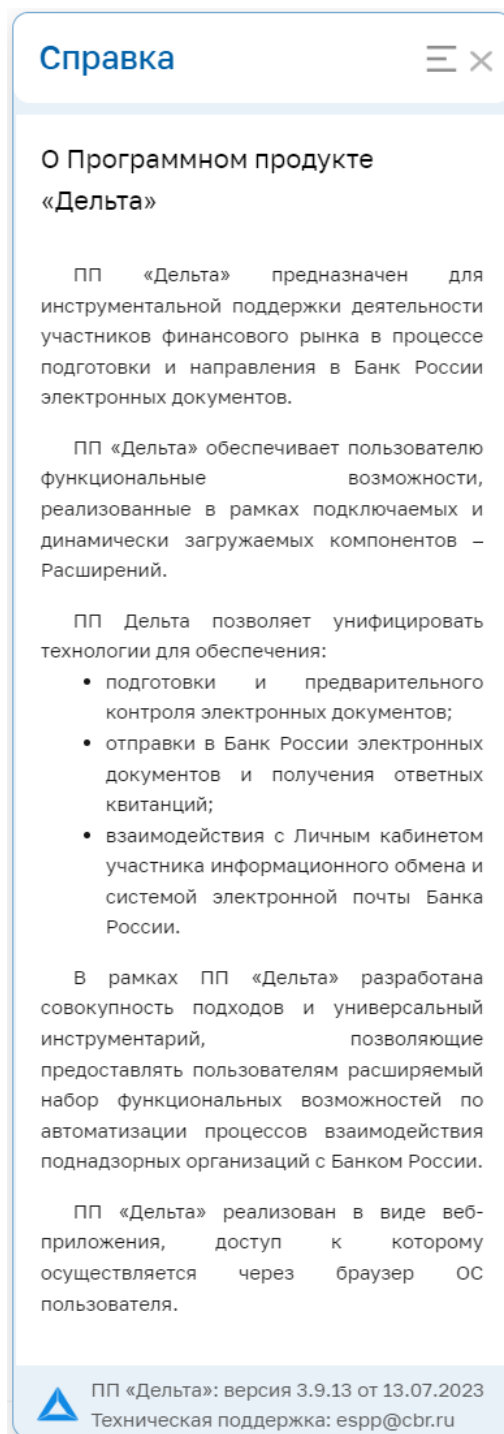 Справка
О Программном продукте
«Дельта»
ПП «Дельта» предназначен для
инструментальной поддержки деятельности
участников финансового рынка в процессе
подготовки и направления в Банк России
электронных документов.
ПП «Дельта» обеспечивает пользователю
функциональные возможности,
реализованные в рамках подключаемых и
динамически загружаемых компонентов –
Расширений.
ПП Дельта позволяет унифицировать
технологии для обеспечения:
• подготовки и предварительного
контроля электронных документов;
• отправки в Банк России электронных
документов и получения ответных
квитанций;
• взаимодействия с Личным кабинетом
участника информационного обмена и
системой электронной почты Банка
России.
В рамках ПП «Дельта» разработана
совокупность подходов и универсальный
инструментарий, позволяющие
предоставлять пользователям расширяемый
набор функциональных возможностей по
автоматизации процессов взаимодействия
поднадзорных организаций с Банком России.
ПП «Дельта» реализован в виде веб-
приложения, доступ к которому
осуществляется через браузер ОС
пользователя.
ПП «Дельта»: версия 3.9.13 от 13.07.2023
Техническая поддержка: espp@cbr.ru